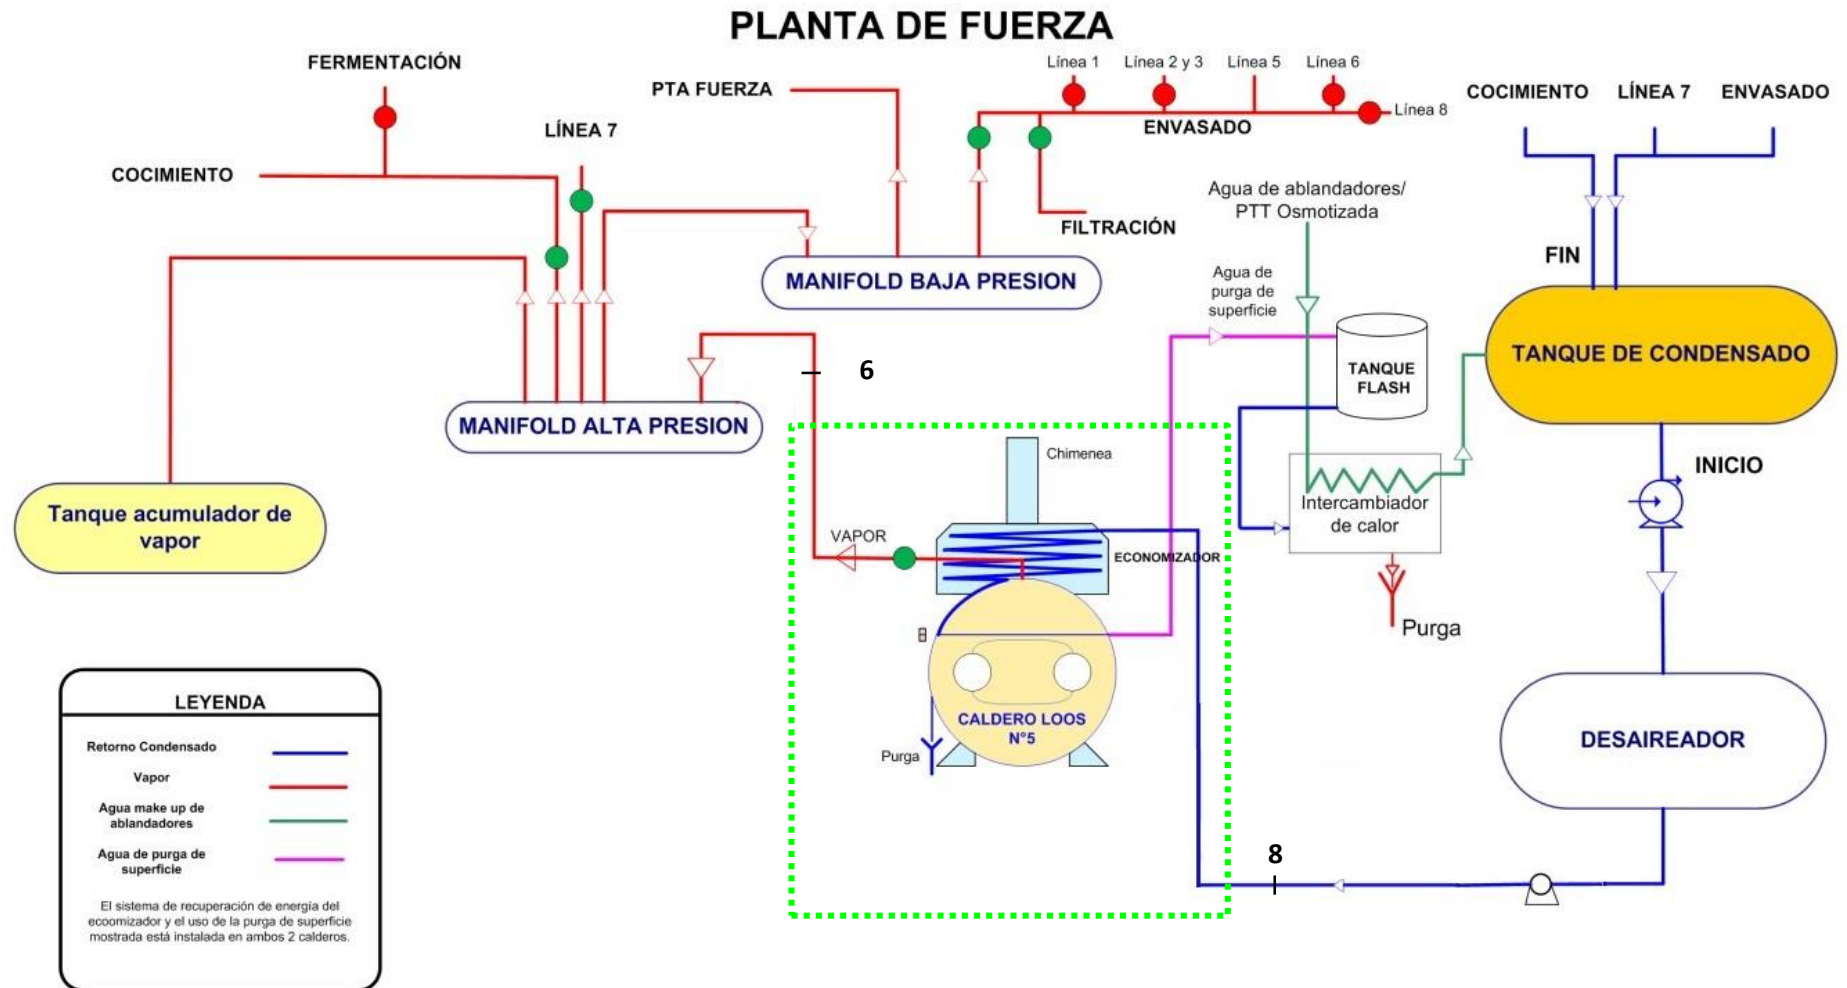 PLANTA DE FUERZA
FERMENTACIÓN
LÍNEA 7
COCIMIENTO
PTA FUERZA
Línea 1
Línea 2 y 3
Línea 5
Línea 6
Línea 8
ENVASADO
FILTRACIÓN
COCIMIENTO
LÍNEA 7
ENVASADO
Agua de ablandadores/
PTT Osmotizada
FIN
Agua de
purga de
superficie
MANIFOLD BAJA PRESION
TANQUE
FLASH
TANQUE DE CONDENSADO
6
MANIFOLD ALTA PRESION
Chimenea
INICIO
Intercambiador
de calor
Tanque acumulador de
vapor
VAPOR
ECONOMIZADOR
Purga
CALDERO LOOS
N°5
Purga
DESAIREADOR
8
LEYENDA
Retorno Condensado
Vapor
Agua make up de
ablandadores
Agua de purga de
superficie
El sistema de recuperación de energía del
ecoomizador y el uso de la purga de superficie
mostrada está instalada en ambos 2 calderos.